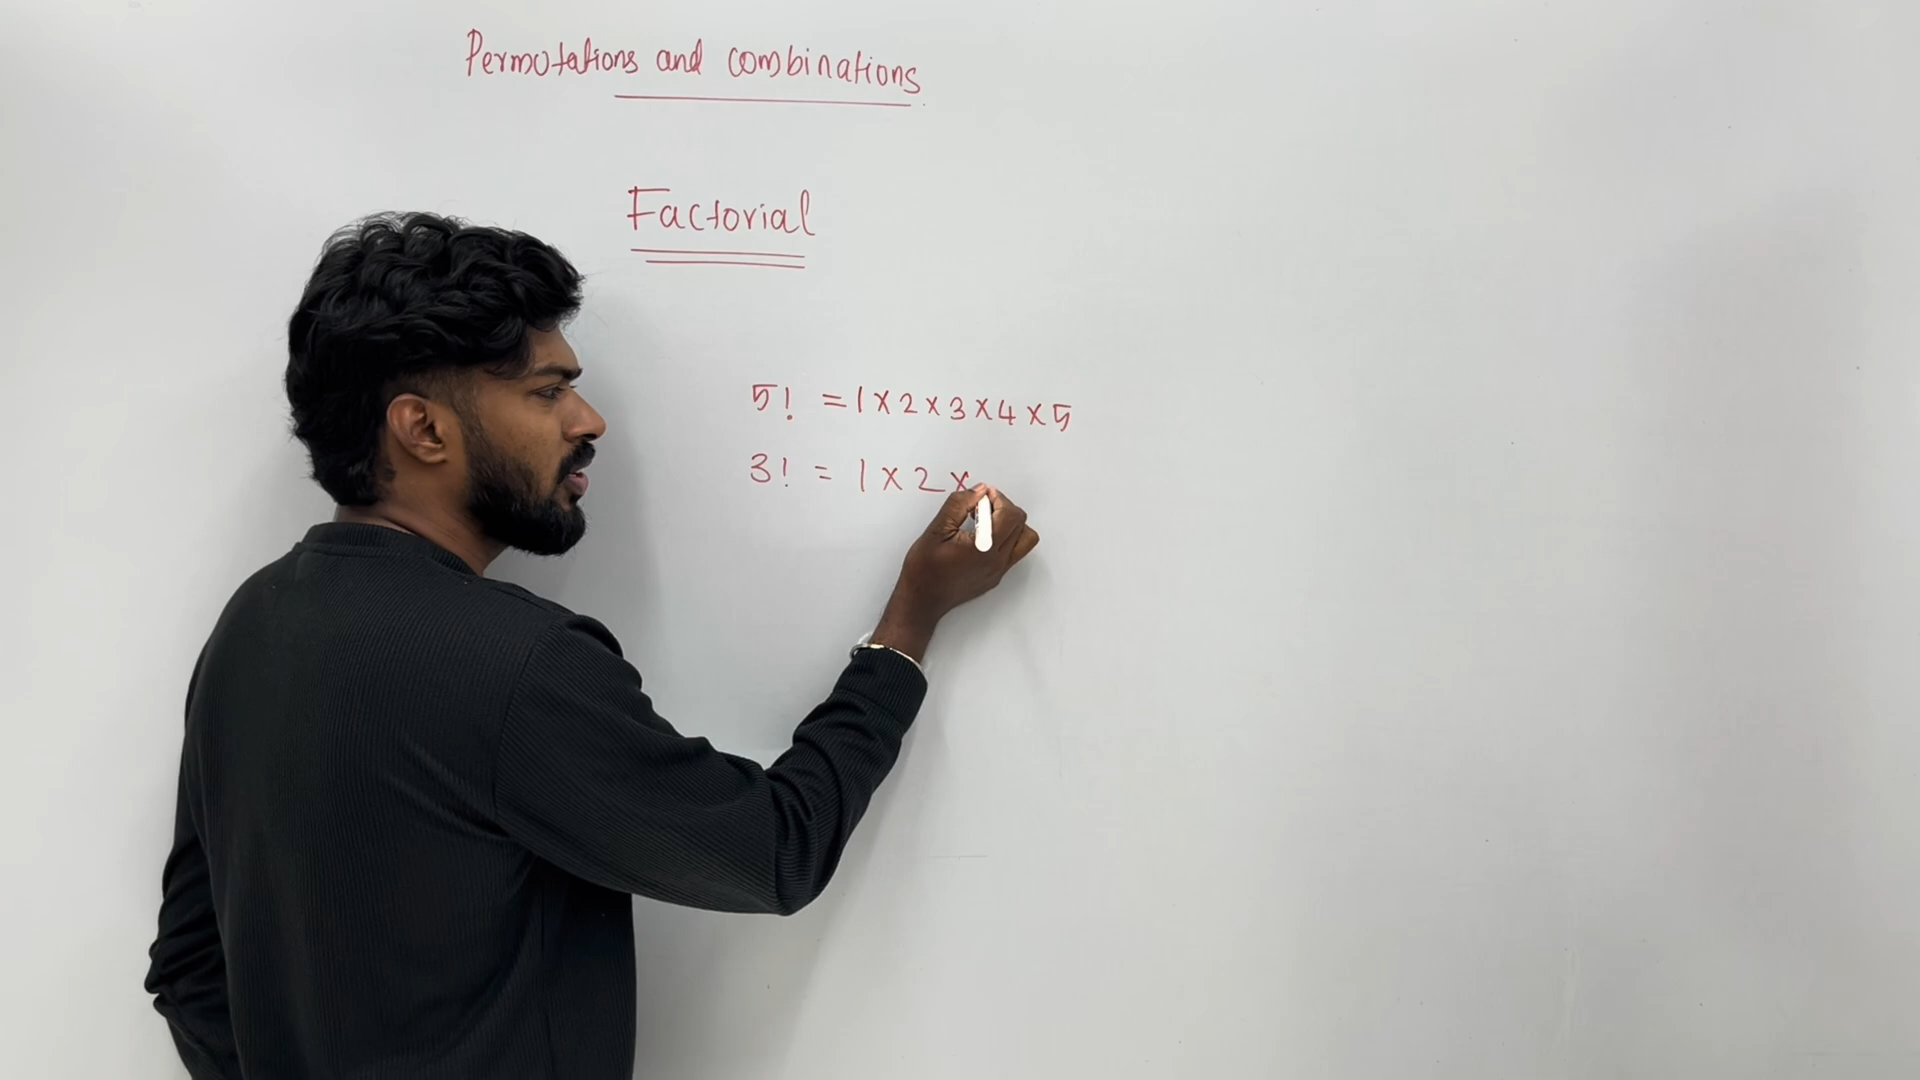 Permutations and combinations
Factorial
5! = 1 x 2 x 3 x 4 x 5
3! = 1 x 2 x